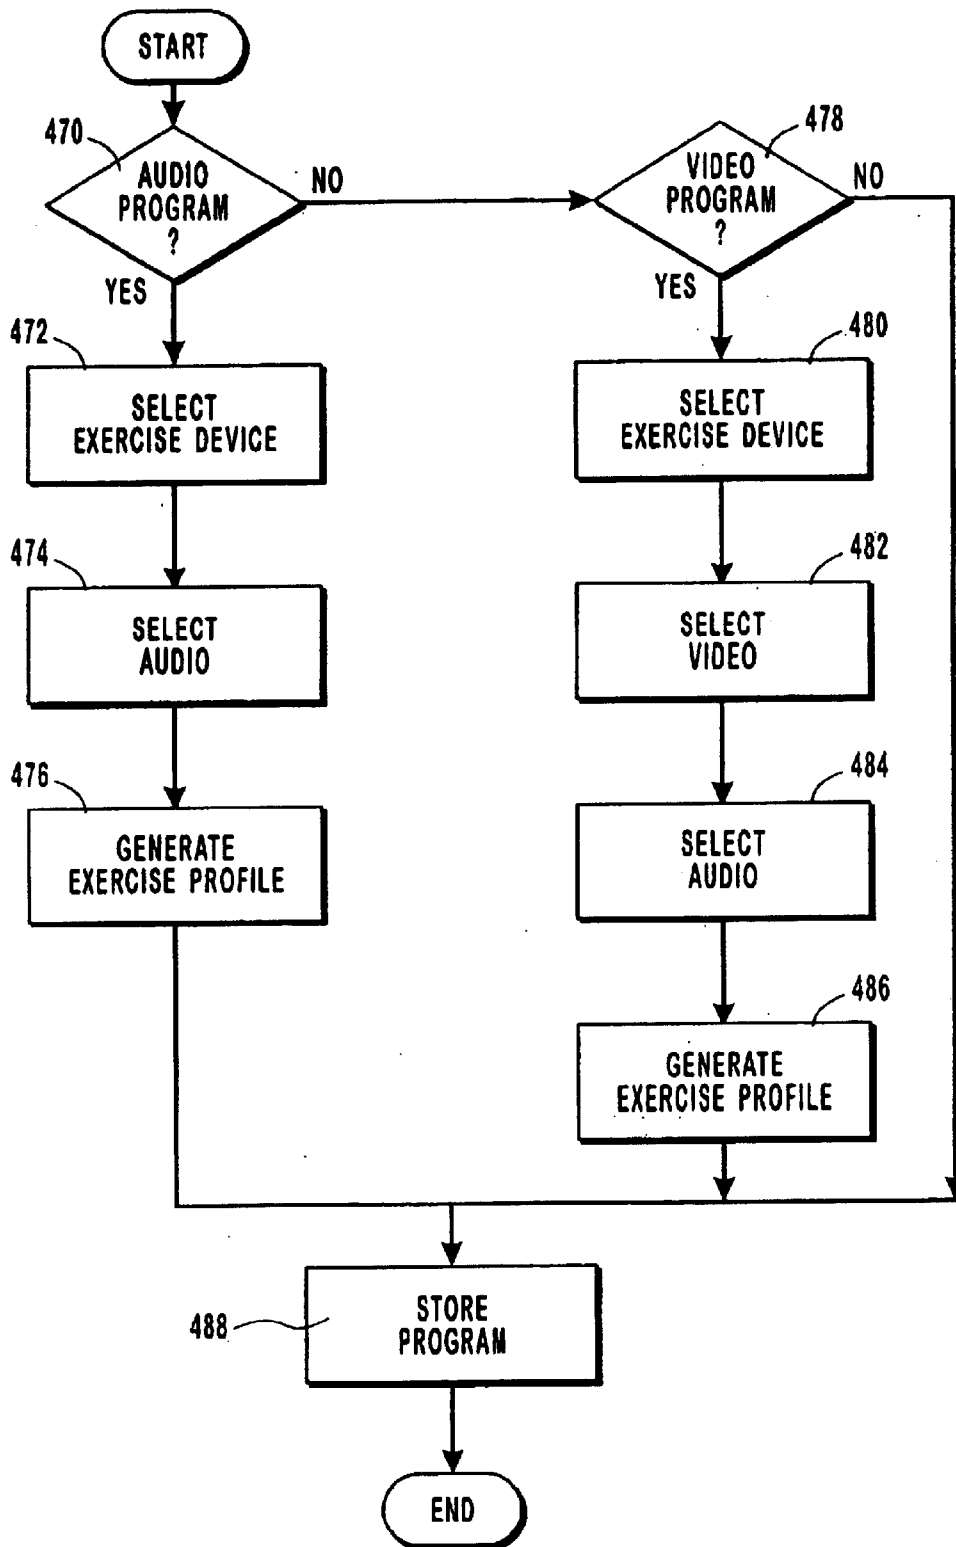 START
470
AUDIO
PROGRAM
?
NO
YES
472
SELECT
EXERCISE DEVICE
474
SELECT
AUDIO
476
GENERATE
EXERCISE PROFILE
478
VIDEO
PROGRAM
?
NO
YES
480
SELECT
EXERCISE DEVICE
482
SELECT
VIDEO
484
SELECT
AUDIO
486
GENERATE
EXERCISE PROFILE
488
STORE
PROGRAM
END